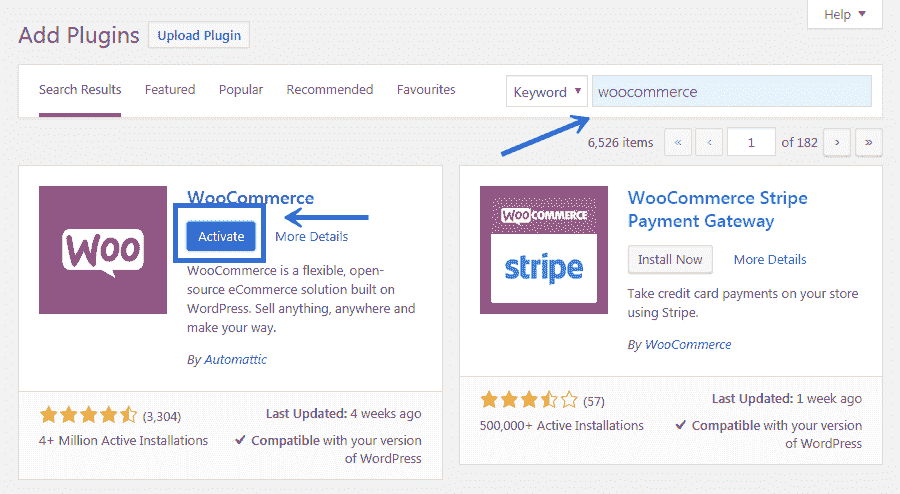 Help
Add Plugins Upload Plugin
Search Results Featured Popular Recommended Favourites Keyword woocommerce
6,526 items « ‹ 1 of 182 › »
WOO
WooCommerce
Activate More Details
WooCommerce is a flexible, open-
source eCommerce solution built on
WordPress. Sell anything, anywhere and
make your way.
By Automattic
(3,304) Last Updated: 4 weeks ago
4+ Million Active Installations Compatible with your version
of WordPress
WOO COMMERCE
stripe
WooCommerce Stripe
Payment Gateway
Install Now More Details
Take credit card payments on your store
using Stripe.
By WooCommerce
(57) Last Updated: 1 week ago
500,000+ Active Installations Compatible with your version
of WordPress